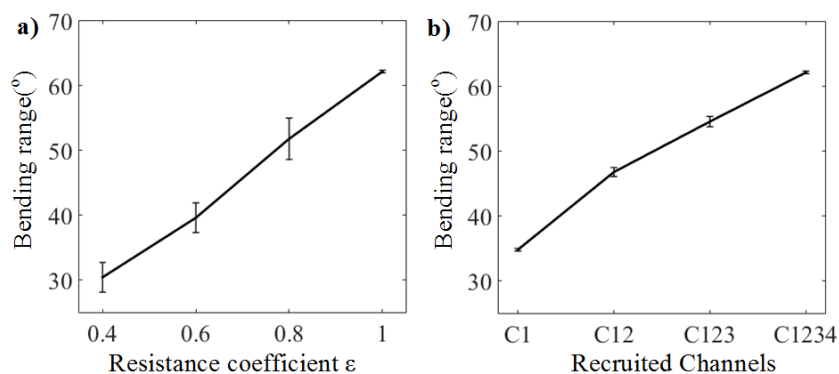 a)
Bending range(º)
70
60
50
40
30
0.4 0.6 0.8 1
Resistance coefficient ε
b)
Bending range(º)
70
60
50
40
30
C1 C12 C123 C1234
Recruited Channels